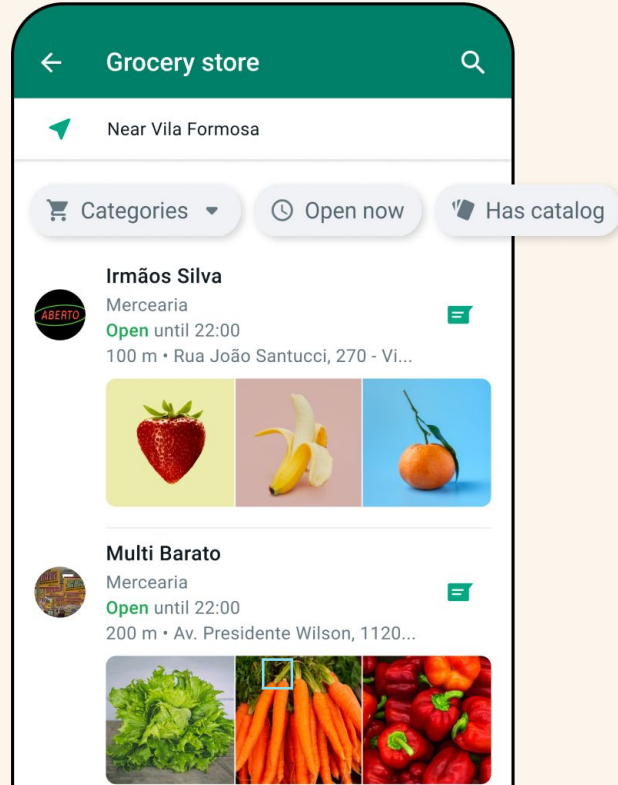 Grocery store
Near Vila Formosa
Categories
Open now
Has catalog
Irmãos Silva
ABERTO
Mercearia
Open until 22:00
100 m • Rua João Santucci, 270 - Vi...
Multi Barato
Mercearia
Open until 22:00
200 m • Av. Presidente Wilson, 1120...